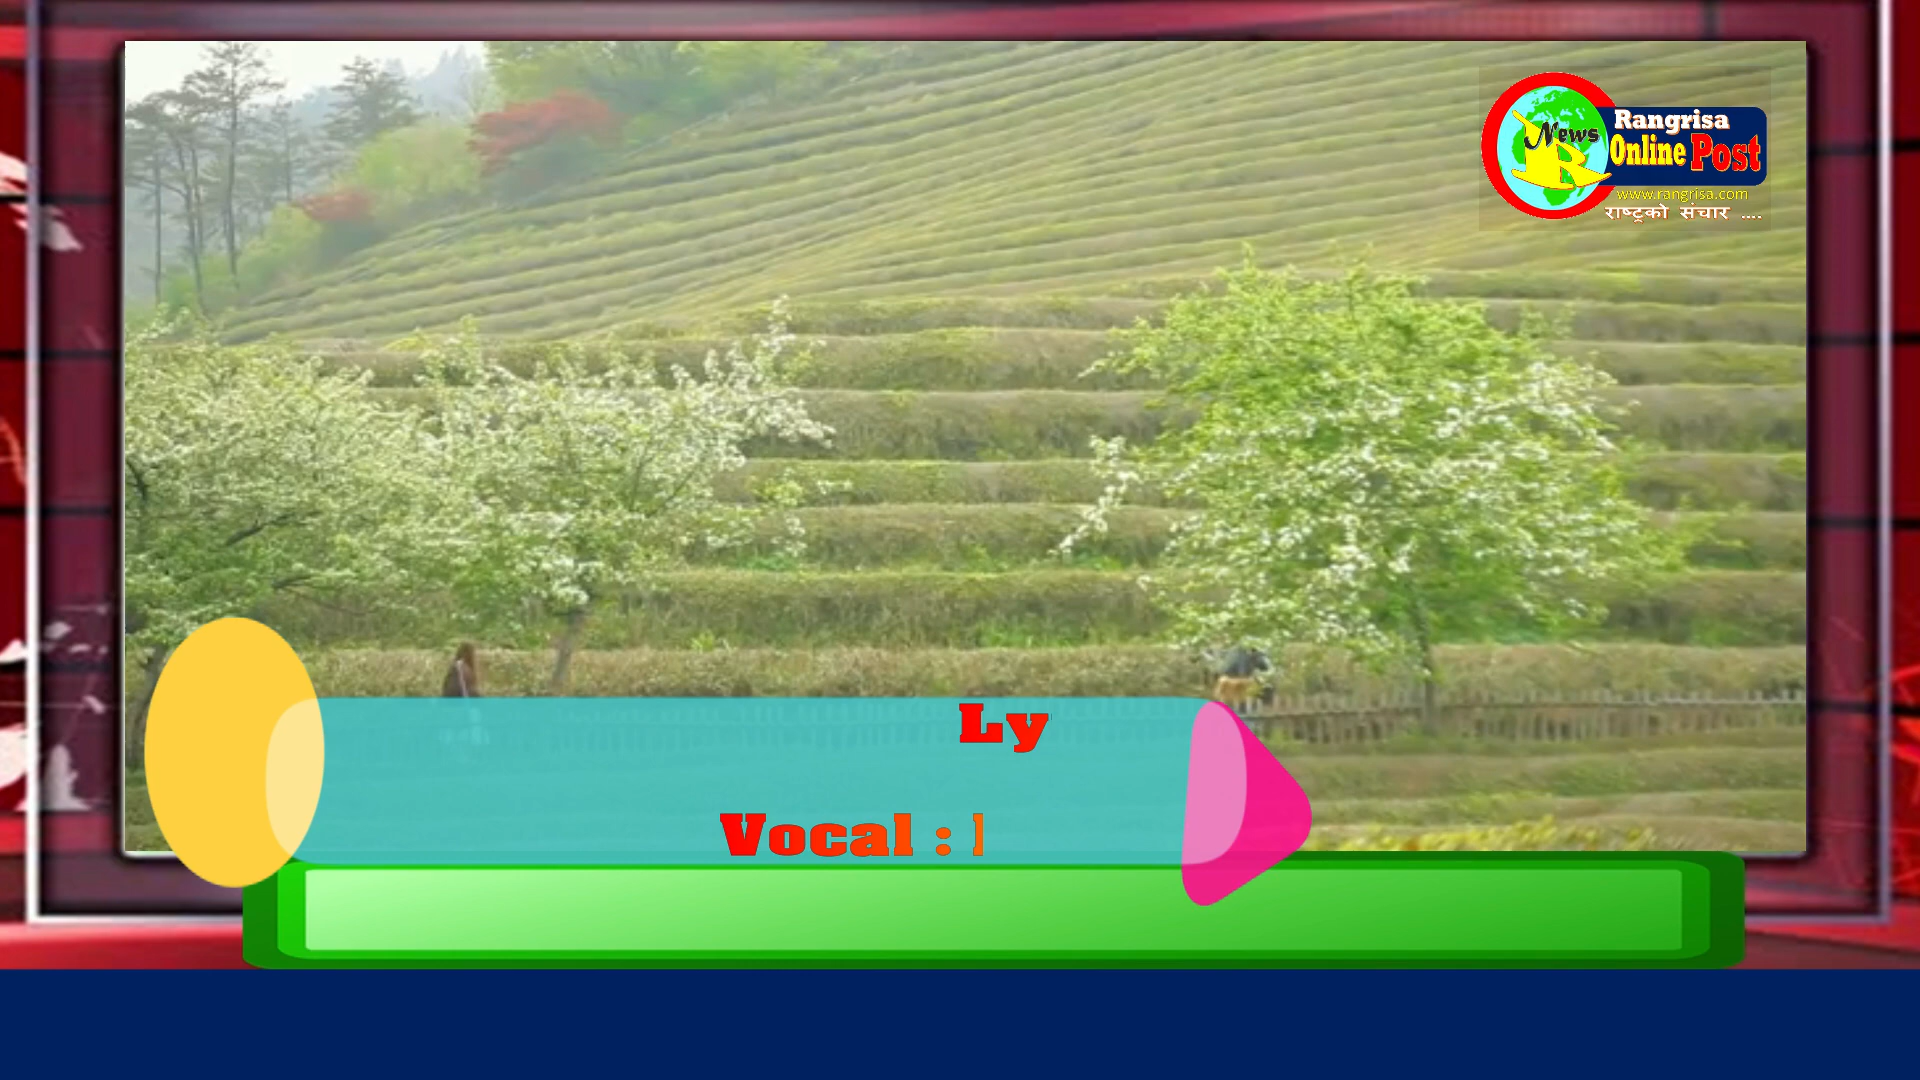 News
Rangrisa
Online Post
www.rangrisa.com
राष्ट्रको संचार ....
Ly
Vocal :